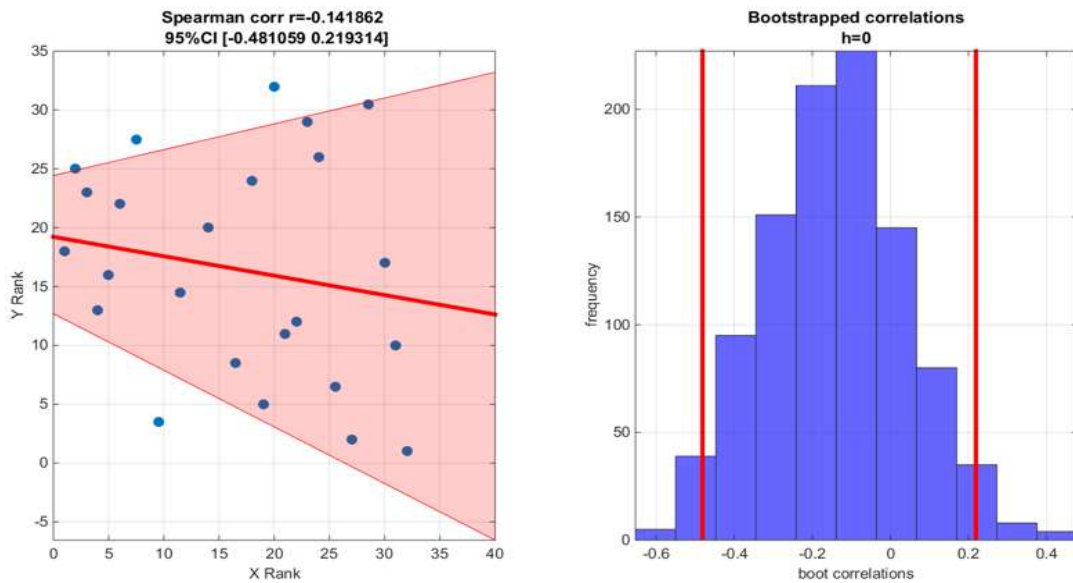 Spearman corr r=-0.141862
95%CI [-0.481059 0.219314]
35
30
25
20
15
10
5
0
-5
Y Rank
0 5 10 15 20 25 30 35 40
X Rank
Bootstrapped correlations
h=0
200
150
100
50
0
frequency
-0.6 -0.4 -0.2 0 0.2 0.4
boot correlations